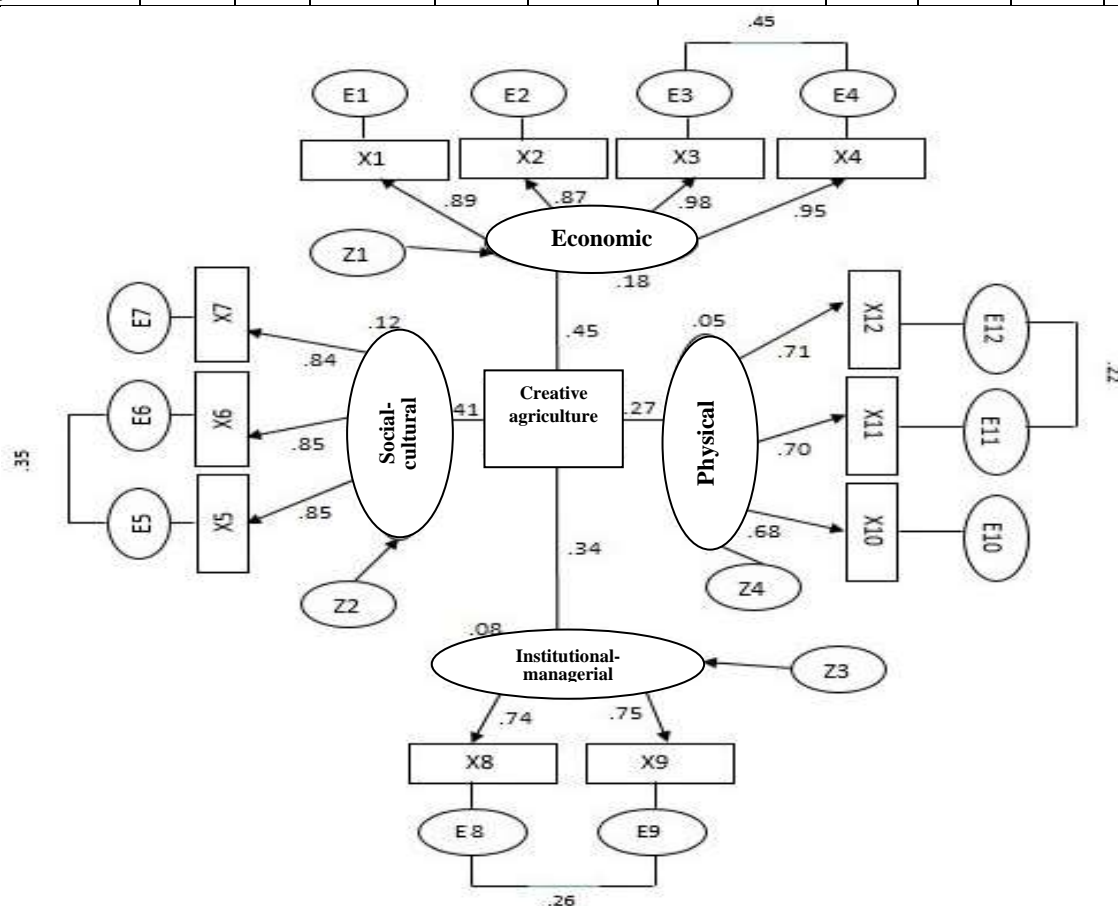 .45
E1
E2
E3
E4
X1
X2
X3
X4
.89
.87
.98
.95
Economic
Z1
.18
.45
E7
X7
.12
.84
.05
.71
X12
E12
.22
E6
X6
.85
Social-
cultural
41
Creative
agriculture
.27
Physical
.70
X11
E11
.35
E5
X5
.85
.68
X10
E10
.34
Z2
Z4
.08
Institutional-
managerial
Z3
.74
.75
X8
X9
E8
E9
.26